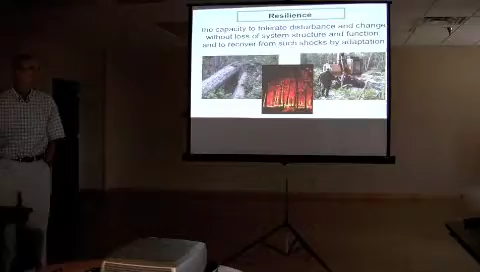 Resilience
the capacity to tolerate disturbance and change
without loss of system structure and function
and to recover from such shocks by adaptation